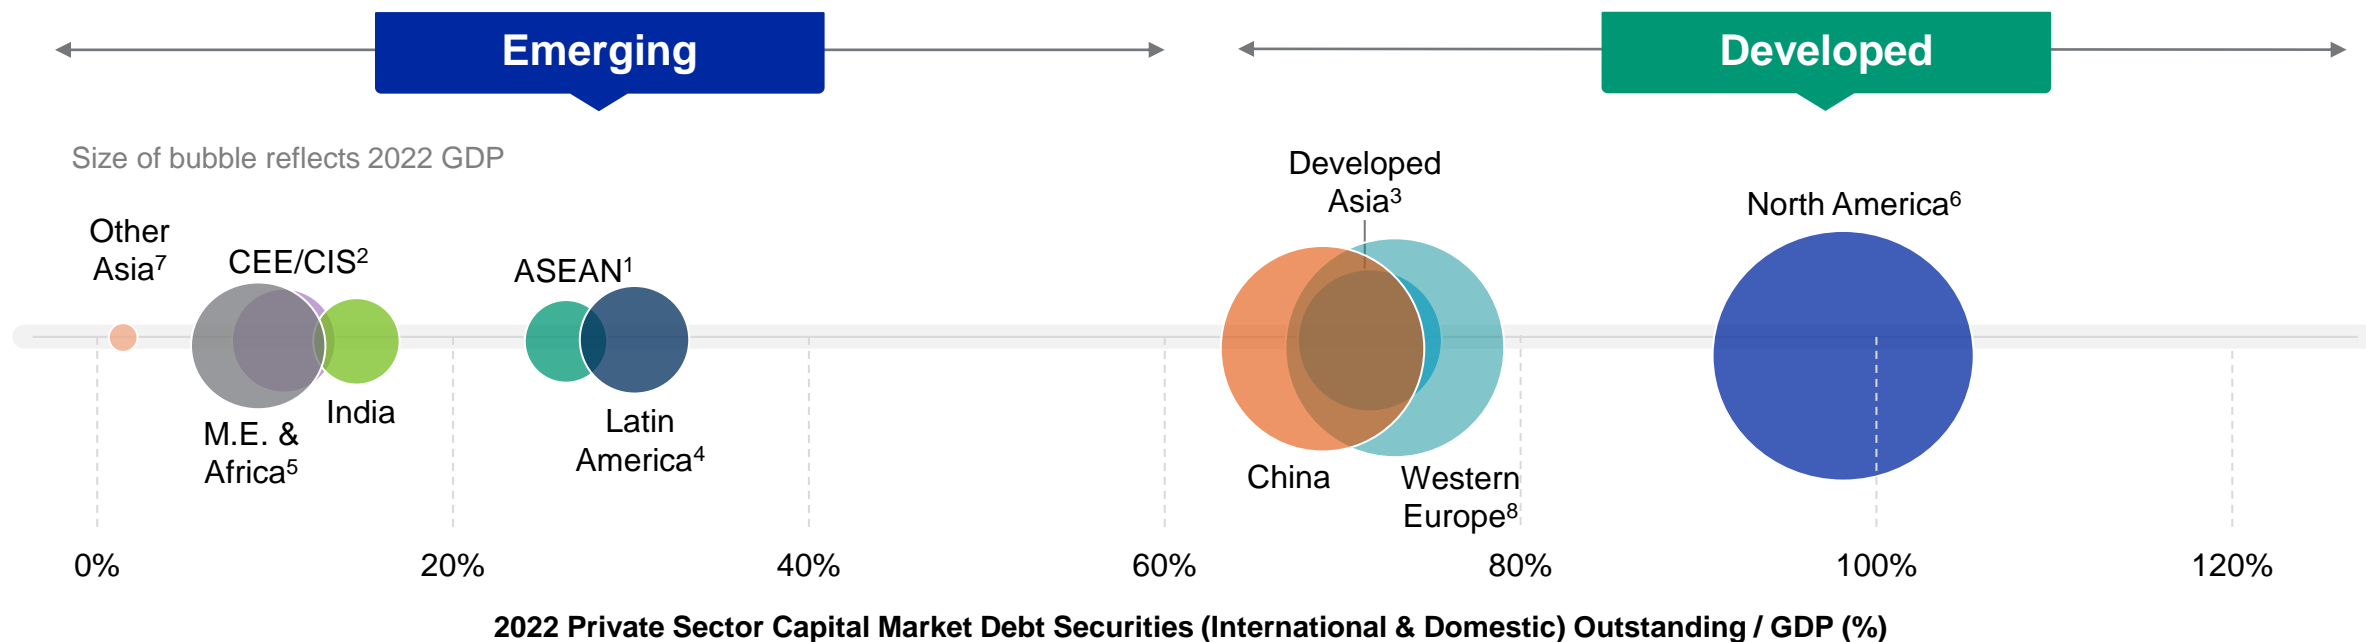 Emerging
Developed
Size of bubble reflects 2022 GDP
Developed
Asia³
North America⁶
Other
Asia⁷
CEE/CIS²
ASEAN¹
India
M.E. &
Africa⁵
Latin
America⁴
China
Western
Europe⁸
0%
20%
40%
60%
80%
100%
120%
2022 Private Sector Capital Market Debt Securities (International & Domestic) Outstanding / GDP (%)